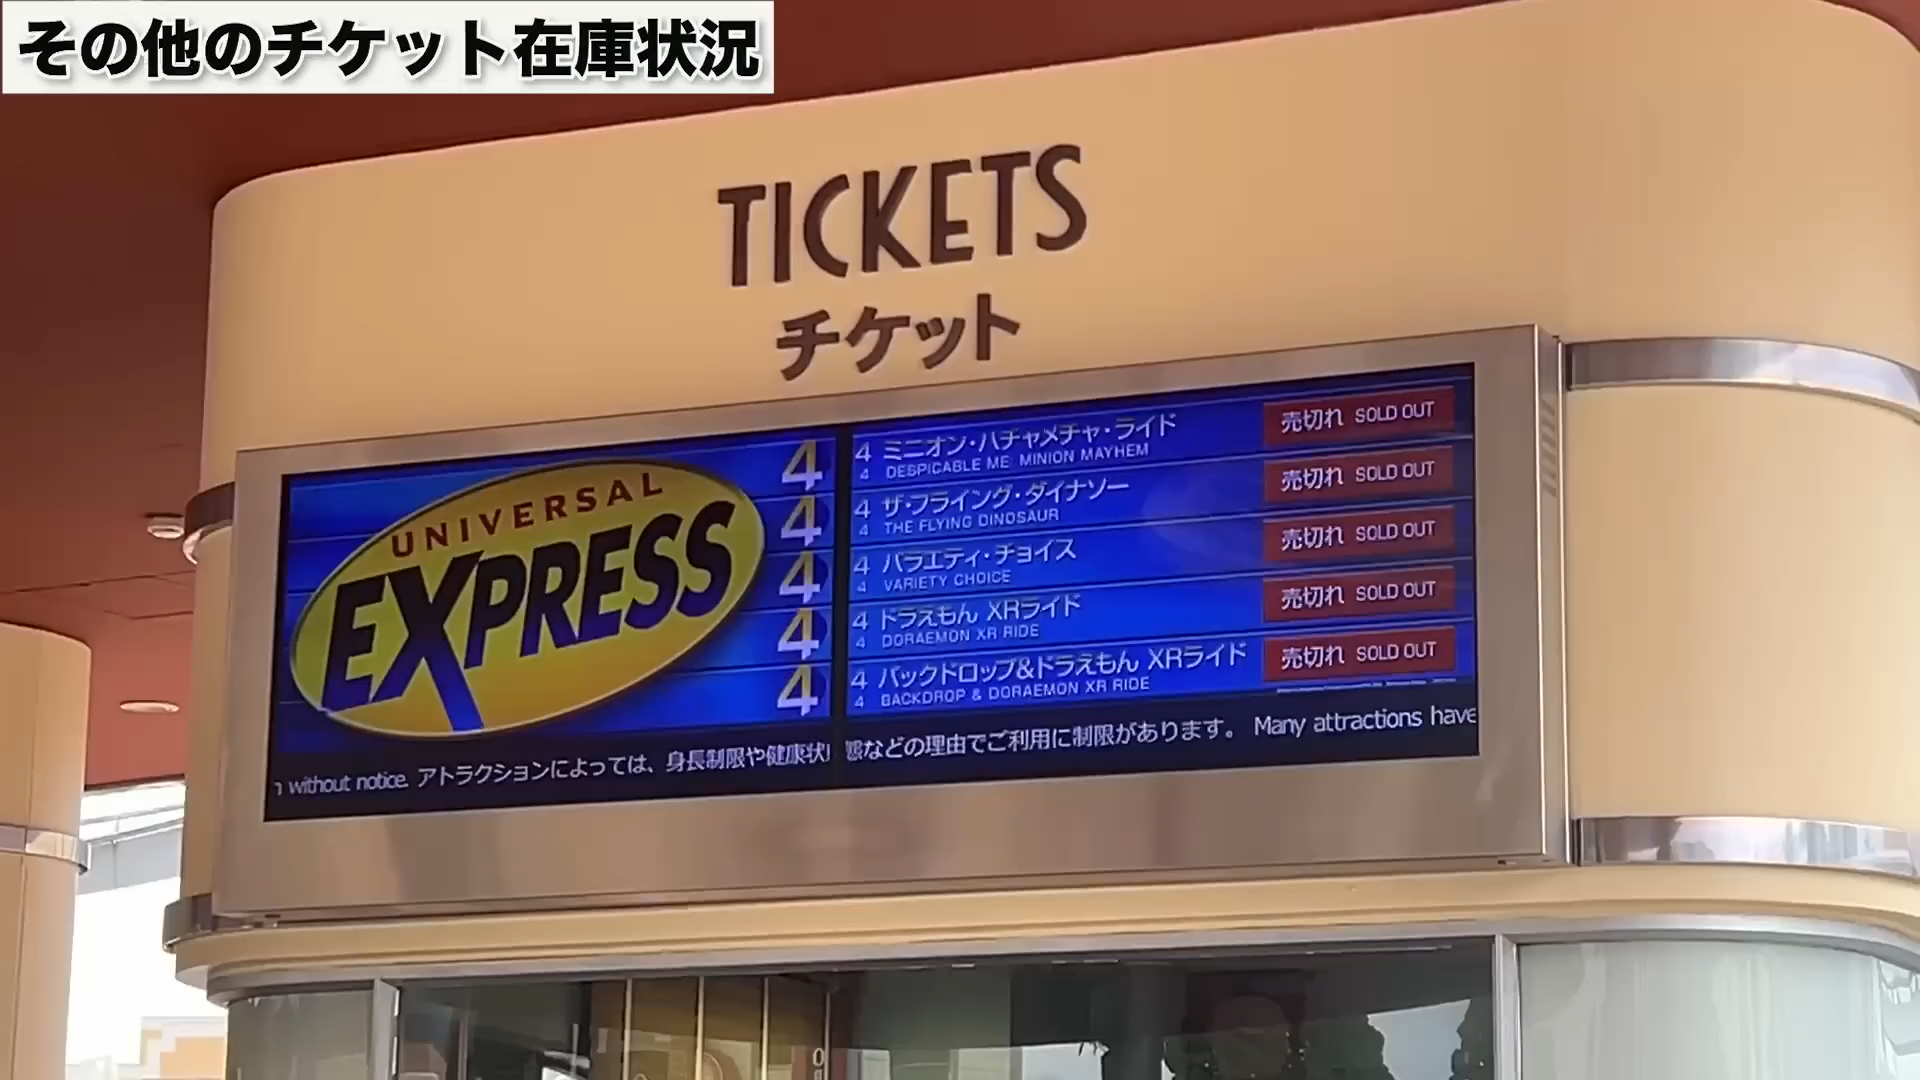 その他のチケット在庫状況
TICKETS
チケット
UNIVERSAL
EXPRESS
4 4 ミニオン・ハチャメチャ・ライド 売切れ SOLD OUT
4 DESPICABLE ME MINION MAYHEM
4 4 ザ・フライング・ダイナソー 売切れ SOLD OUT
4 THE FLYING DINOSAUR
4 4 バラエティ・チョイス 売切れ SOLD OUT
4 VARIETY CHOICE
4 4 ドラえもん XRライド 売切れ SOLD OUT
4 DORAEMON XR RIDE
4 4 バックドロップ&ドラえもん XRライド 売切れ SOLD OUT
4 BACKDROP & DORAEMON XR RIDE
without notice. アトラクションによっては、身長制限や健康状態などの理由でご利用に制限があります。 Many attractions have